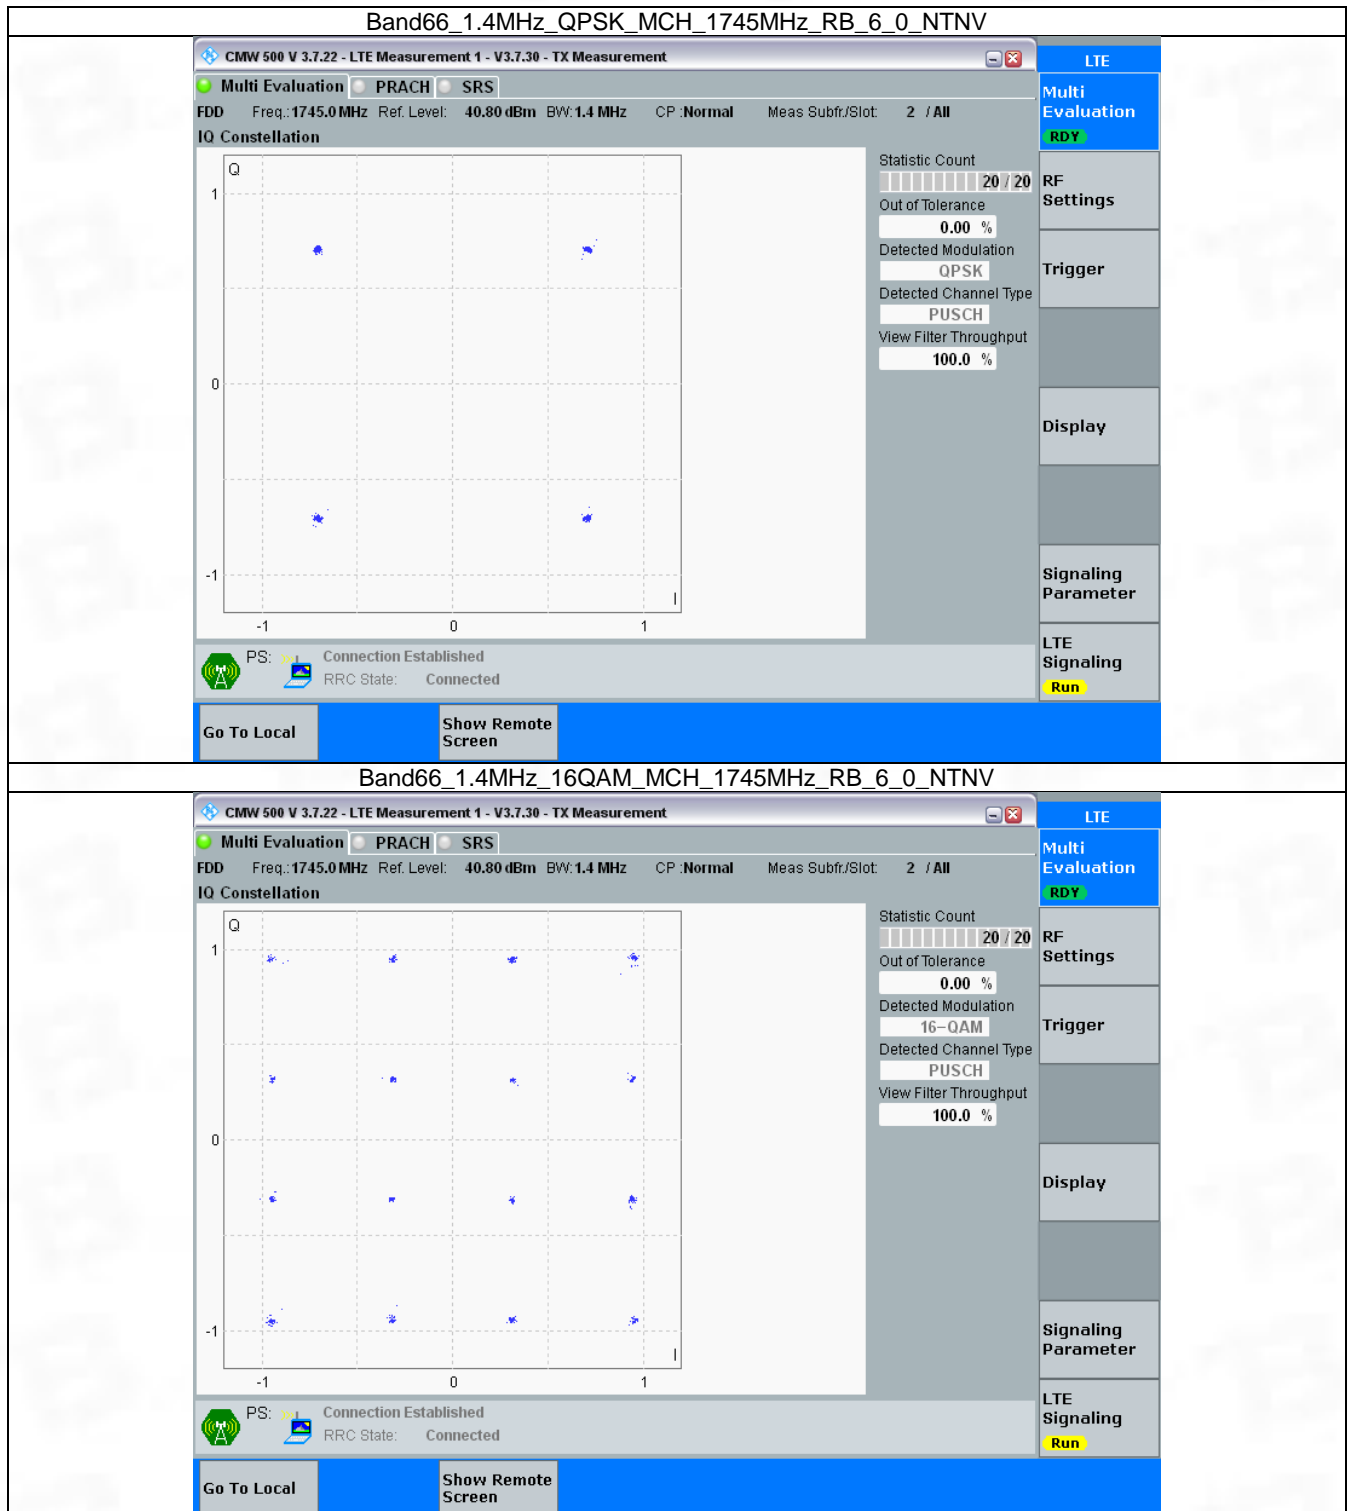 Band66_1.4MHz_QPSK_MCH_1745MHz_RB_6_0_NTNV
CMW 500 V 3.7.22 - LTE Measurement 1 - V3.7.30 - TX Measurement
LTE
Multi Evaluation PRACH SRS
Multi
Evaluation
RDY
FDD Freq.: 1745.0 MHz Ref. Level: 40.80 dBm BW: 1.4 MHz CP : Normal Meas Subfr./Slot: 2 / All
IQ Constellation
Q
1
0
-1
I
-1 0 1
Statistic Count
20 / 20
Out of Tolerance
0.00 %
Detected Modulation
QPSK
Detected Channel Type
PUSCH
View Filter Throughput
100.0 %
RF
Settings
Trigger
Display
Signaling
Parameter
LTE
Signaling
Run
PS: Connection Established
RRC State: Connected
Go To Local
Show Remote
Screen
Band66_1.4MHz_16QAM_MCH_1745MHz_RB_6_0_NTNV
CMW 500 V 3.7.22 - LTE Measurement 1 - V3.7.30 - TX Measurement
LTE
Multi Evaluation PRACH SRS
Multi
Evaluation
RDY
FDD Freq.: 1745.0 MHz Ref. Level: 40.80 dBm BW: 1.4 MHz CP : Normal Meas Subfr./Slot: 2 / All
IQ Constellation
Q
1
0
-1
I
-1 0 1
Statistic Count
20 / 20
Out of Tolerance
0.00 %
Detected Modulation
16-QAM
Detected Channel Type
PUSCH
View Filter Throughput
100.0 %
RF
Settings
Trigger
Display
Signaling
Parameter
LTE
Signaling
Run
PS: Connection Established
RRC State: Connected
Go To Local
Show Remote
Screen